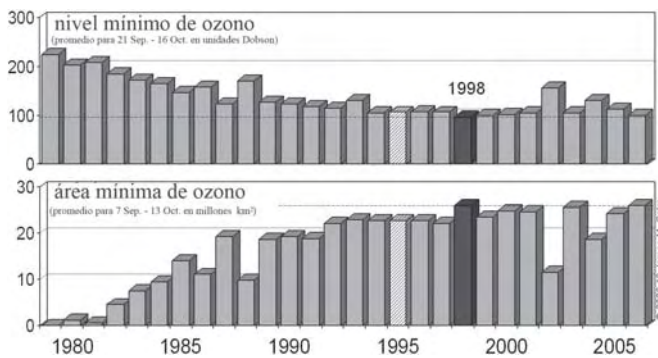 nivel mínimo de ozono
(promedio para 21 Sep. - 16 Oct. en unidades Dobson)
300
200
1998
100
0
30
área mínima de ozono
(promedio para 7 Sep. - 13 Oct. en millones km²)
20
10
0
1980 1985 1990 1995 2000 2005